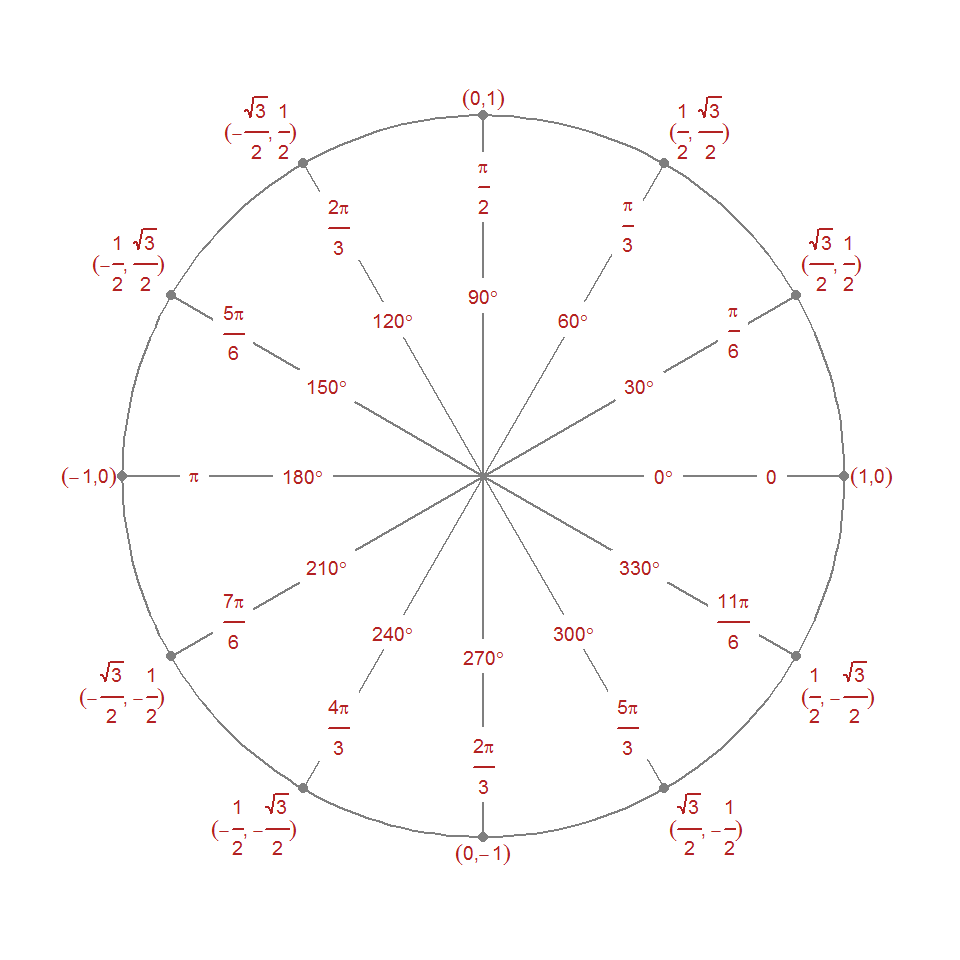 (0,1)
(-√3/2, 1/2)
(1/2, √3/2)
π/2
2π/3
π/3
(-1/2, √3/2)
(√3/2, 1/2)
90°
5π/6
π/6
120°
60°
150°
30°
(-1,0) π 180° 0° 0 (1,0)
210°
330°
7π/6
11π/6
240°
300°
270°
(-√3/2, -1/2)
(1/2, -√3/2)
4π/3
5π/3
2π/3
(-1/2, -√3/2)
(√3/2, -1/2)
(0,-1)